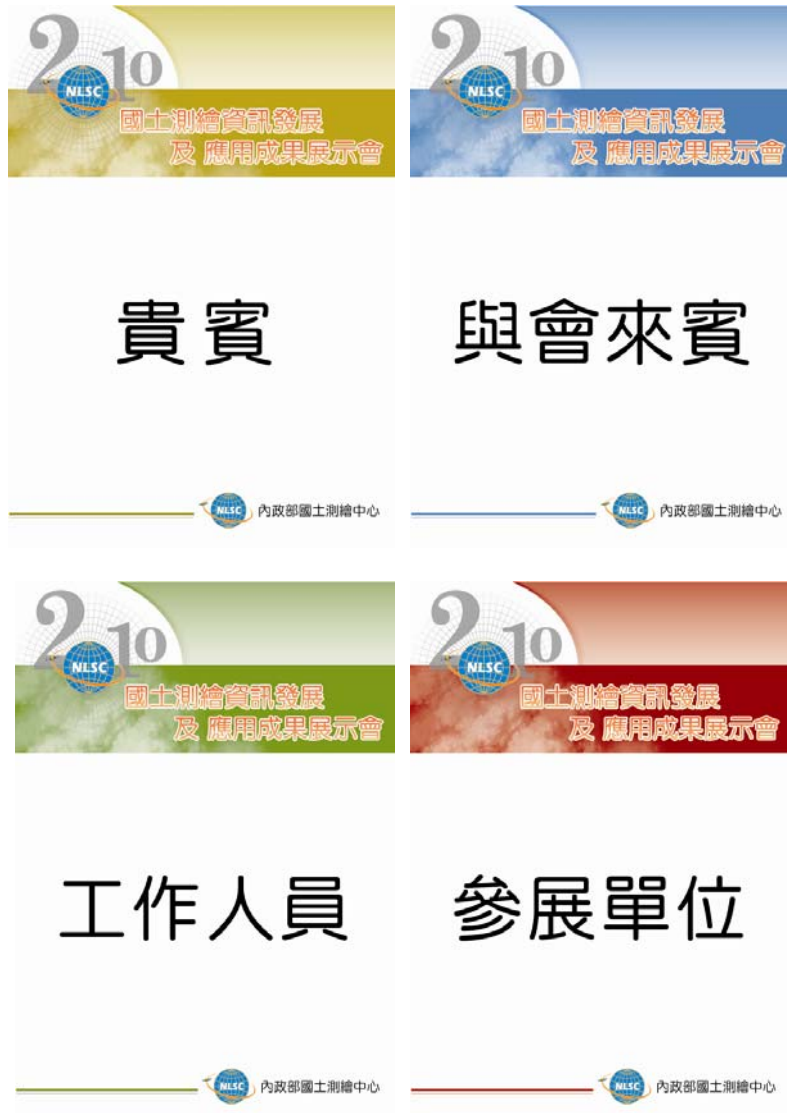 2010
NLSC
國土測繪資訊發展
及 應用成果展示會
貴賓
NLSC 內政部國土測繪中心
2010
NLSC
國土測繪資訊發展
及 應用成果展示會
與會來賓
NLSC 內政部國土測繪中心
2010
NLSC
國土測繪資訊發展
及 應用成果展示會
工作人員
NLSC 內政部國土測繪中心
2010
NLSC
國土測繪資訊發展
及 應用成果展示會
參展單位
NLSC 內政部國土測繪中心